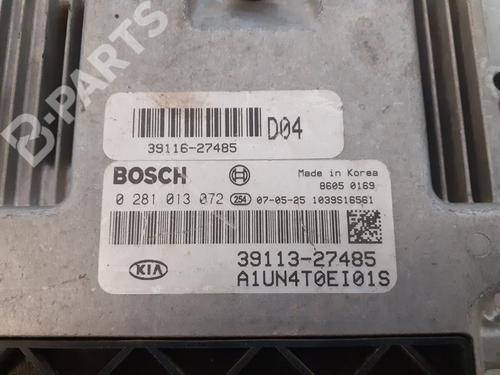 B-PARTS
39116-27485 D04
BOSCH
Made in Korea
8605 0169
0 281 013 072 254 07-05-25 1039S16561
39113-27485
KIA
A1UN4T0EI01S